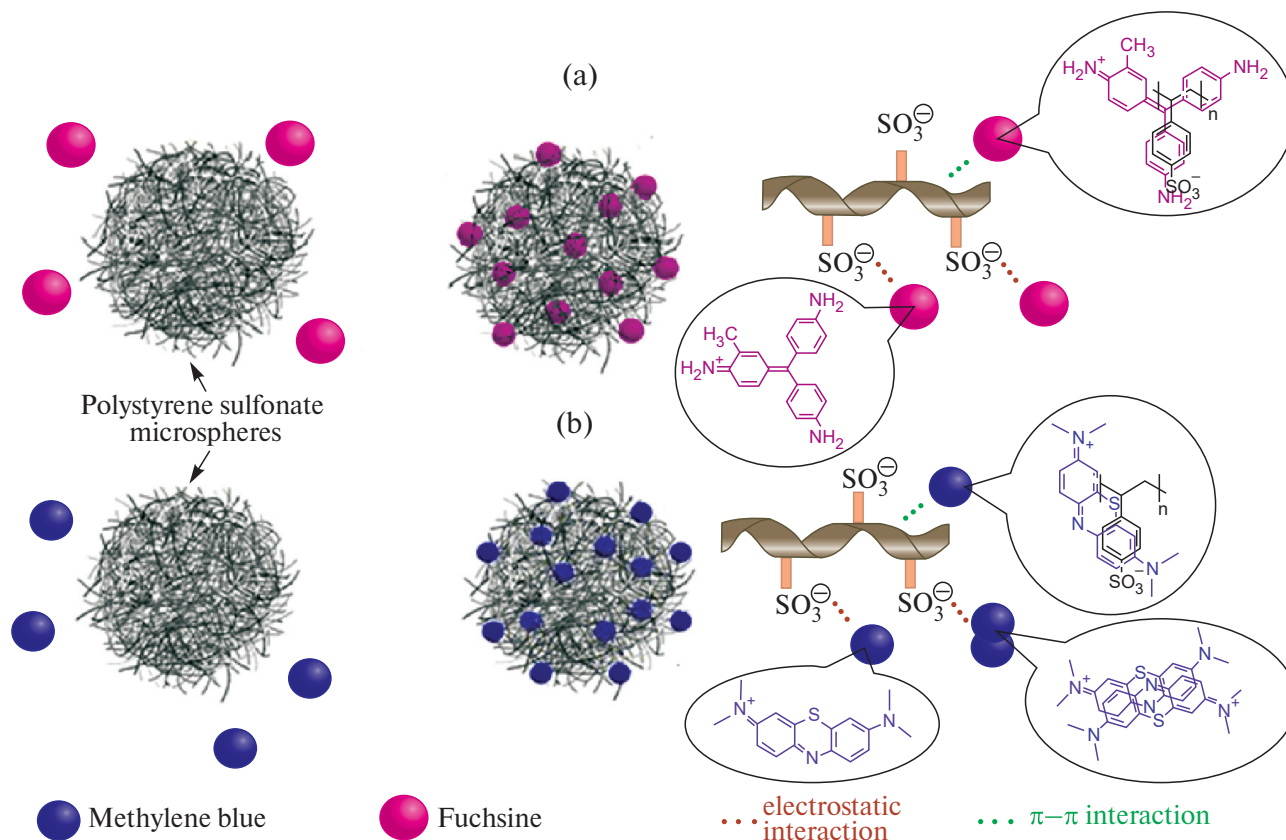 (a)
SO3⊖
SO3⊖
SO3⊖
H2N+
CH3
NH2
n
SO3−
NH2
H3C
NH2
H2N+
NH2
Polystyrene sulfonate
microspheres
(b)
SO3⊖
SO3⊖
SO3⊖
N+
S
N
n
SO3−
N
N+
S
N
N
N
S
N+
N
N
N
S
N+
Methylene blue
Fuchsine
electrostatic
interaction
π–π interaction